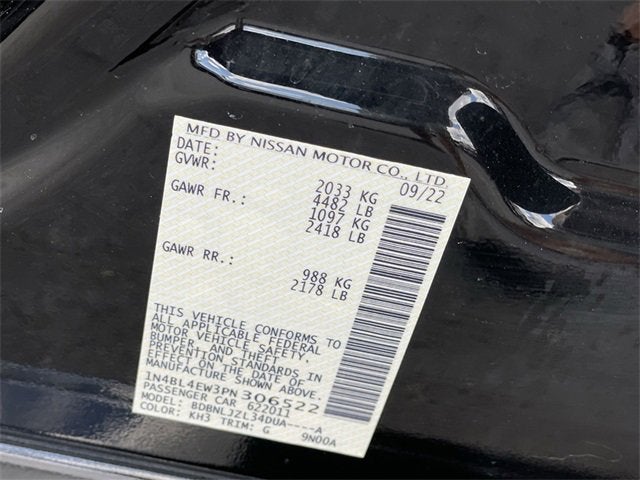 MFD BY NISSAN MOTOR CO., LTD.
DATE: 09/22
GVWR: 2033 KG
4482 LB
GAWR FR.: 1097 KG
2418 LB
GAWR RR.: 988 KG
2178 LB
THIS VEHICLE CONFORMS TO
ALL APPLICABLE FEDERAL
MOTOR VEHICLE SAFETY,
BUMPER, AND THEFT
PREVENTION STANDARDS IN
EFFECT ON THE DATE OF
MANUFACTURE SHOWN ABOVE.
1N4BL4EW3PN306522
PASSENGER CAR 622011
MODEL: BDBNLJZL34DUA----A
COLOR: KH3 TRIM: G 9N00A